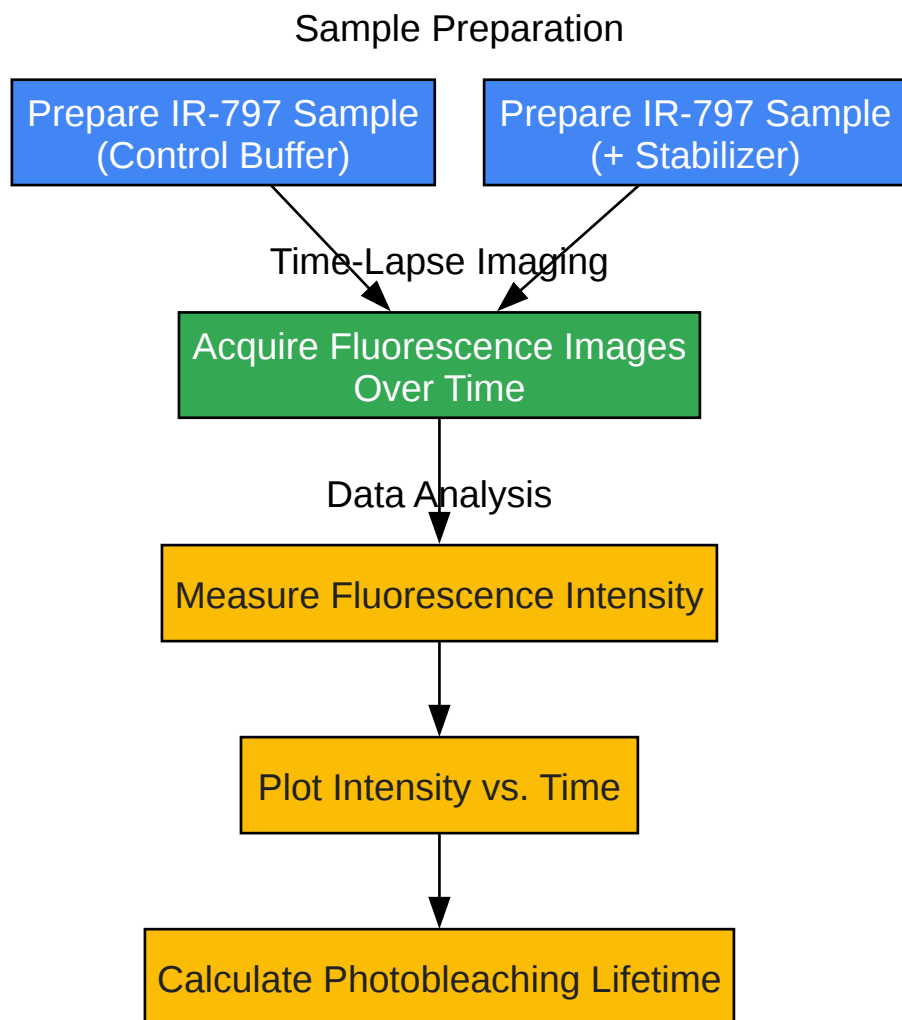 Sample Preparation
Prepare IR-797 Sample
(Control Buffer)
Prepare IR-797 Sample
(+ Stabilizer)
Time-Lapse Imaging
Acquire Fluorescence Images
Over Time
Data Analysis
Measure Fluorescence Intensity
Plot Intensity vs. Time
Calculate Photobleaching Lifetime